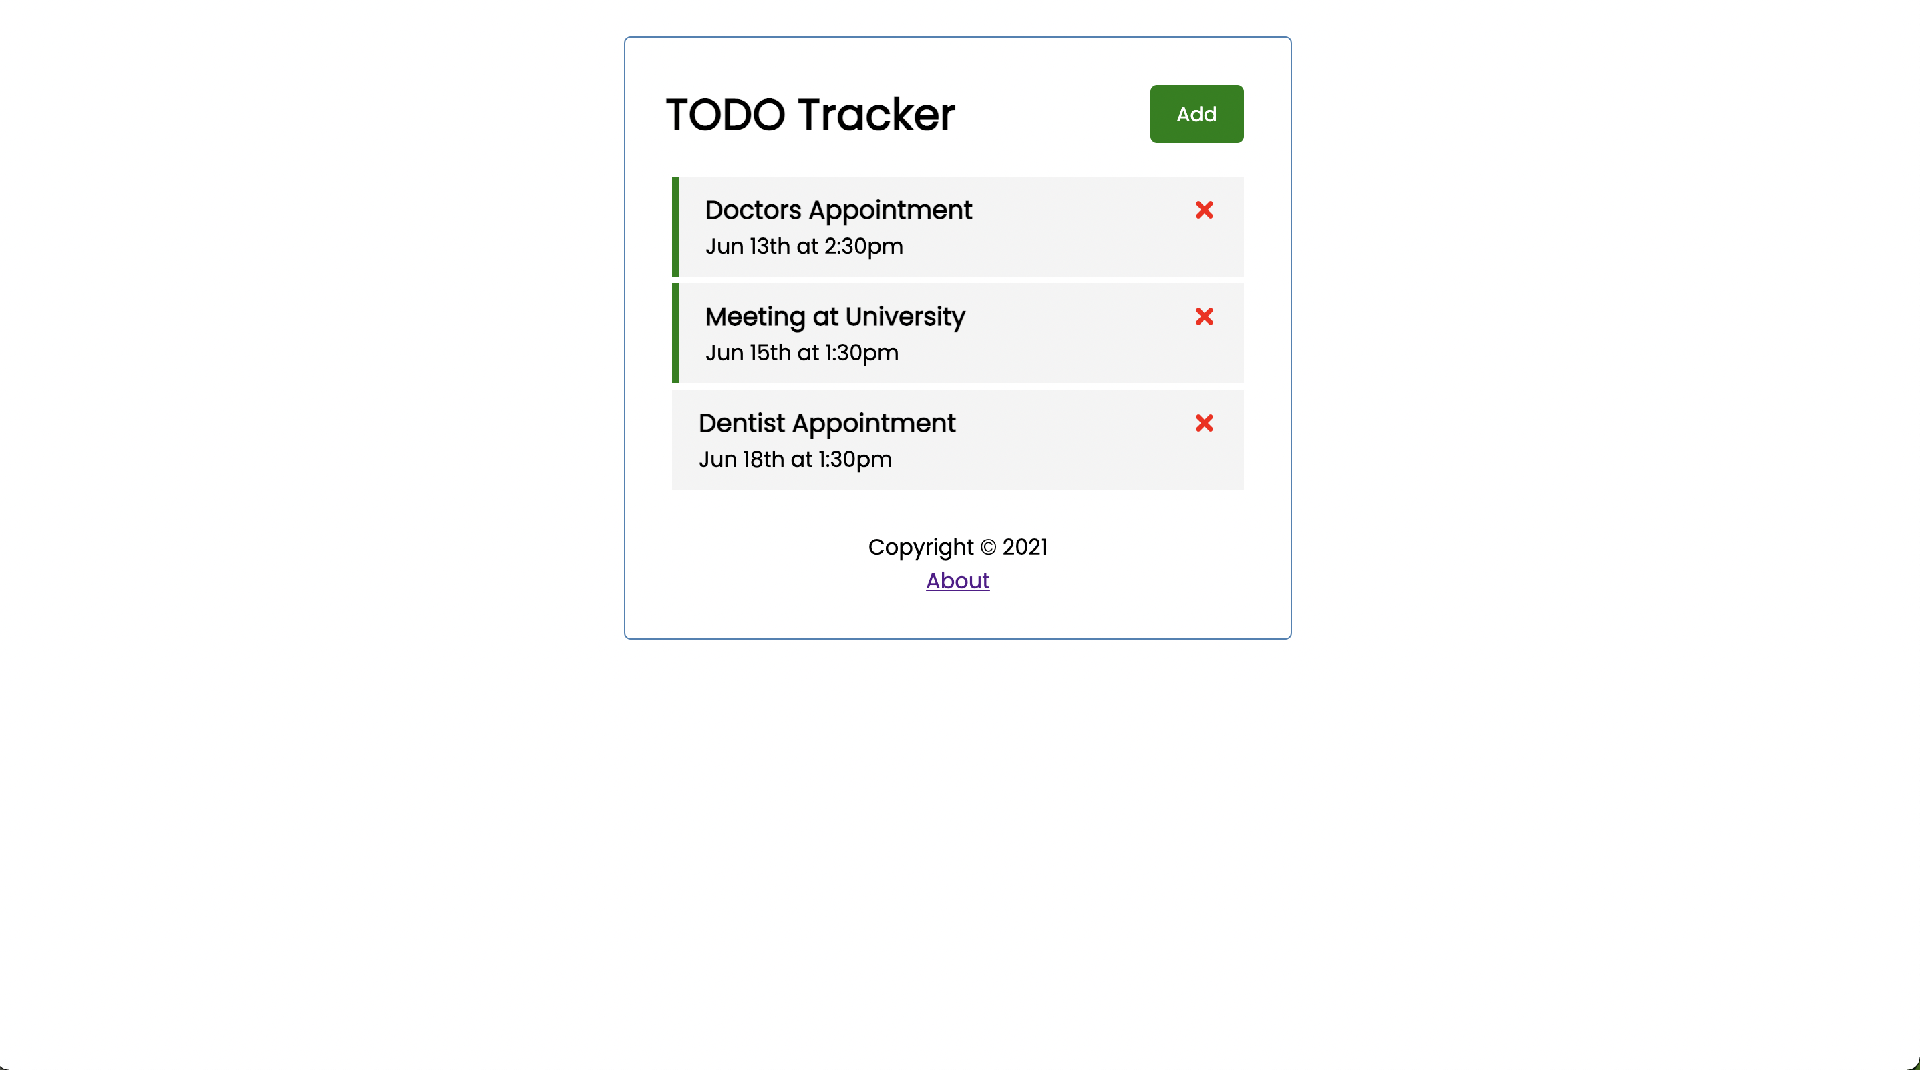 TODO Tracker
Add
Doctors Appointment
Jun 13th at 2:30pm
Meeting at University
Jun 15th at 1:30pm
Dentist Appointment
Jun 18th at 1:30pm
Copyright © 2021
About